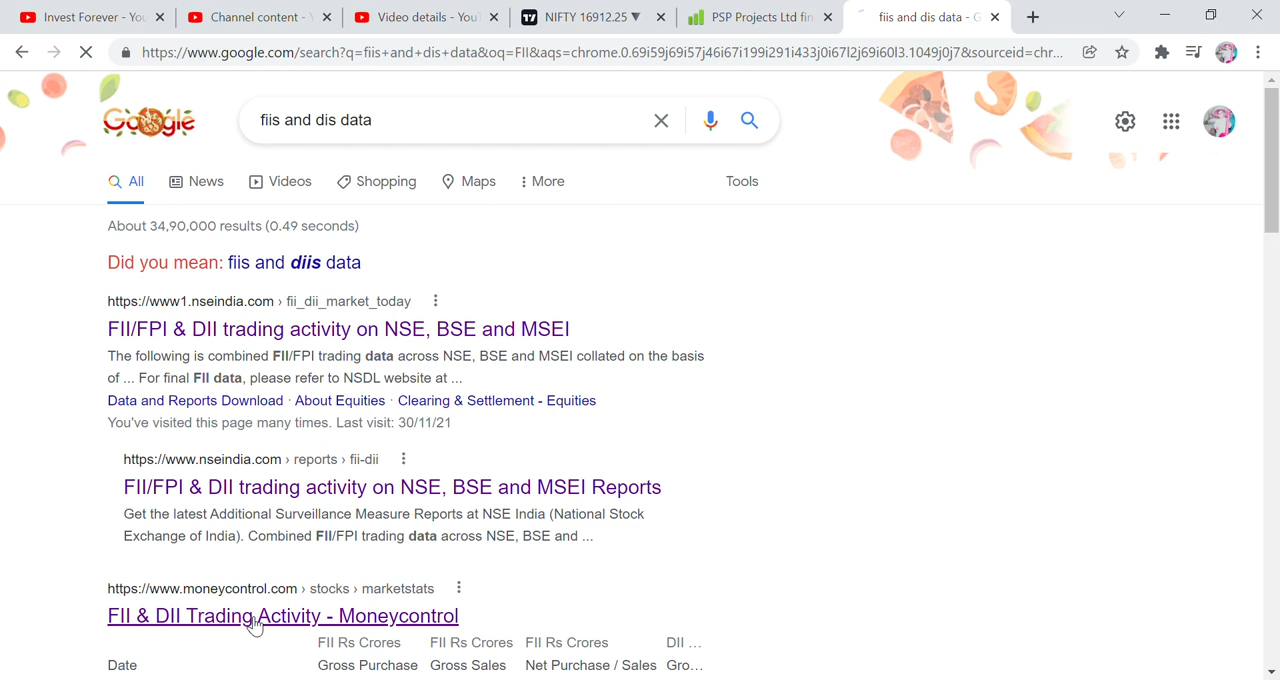 Invest Forever - You
Channel content -
Video details - You
NIFTY 16912.25 ▼
PSP Projects Ltd fin
fiis and dis data - G
https://www.google.com/search?q=fiis+and+dis+data&oq=FII&aqs=chrome.0.69i59j69i57j46i67i199i291i433j0i67l2j69i60l3.1049j0j7&sourceid=chr...
Google
fiis and dis data
All News Videos Shopping Maps More Tools
About 34,90,000 results (0.49 seconds)
Did you mean: fiis and diis data
https://www1.nseindia.com › fii_dii_market_today
FII/FPI & DII trading activity on NSE, BSE and MSEI
The following is combined FII/FPI trading data across NSE, BSE and MSEI collated on the basis
of ... For final FII data, please refer to NSDL website at ...
Data and Reports Download · About Equities · Clearing & Settlement - Equities
You've visited this page many times. Last visit: 30/11/21
https://www.nseindia.com › reports › fii-dii
FII/FPI & DII trading activity on NSE, BSE and MSEI Reports
Get the latest Additional Surveillance Measure Reports at NSE India (National Stock
Exchange of India). Combined FII/FPI trading data across NSE, BSE and ...
https://www.moneycontrol.com › stocks › marketstats
FII & DII Trading Activity - Moneycontrol
FII Rs Crores FII Rs Crores FII Rs Crores DII ...
Date Gross Purchase Gross Sales Net Purchase / Sales Gro...